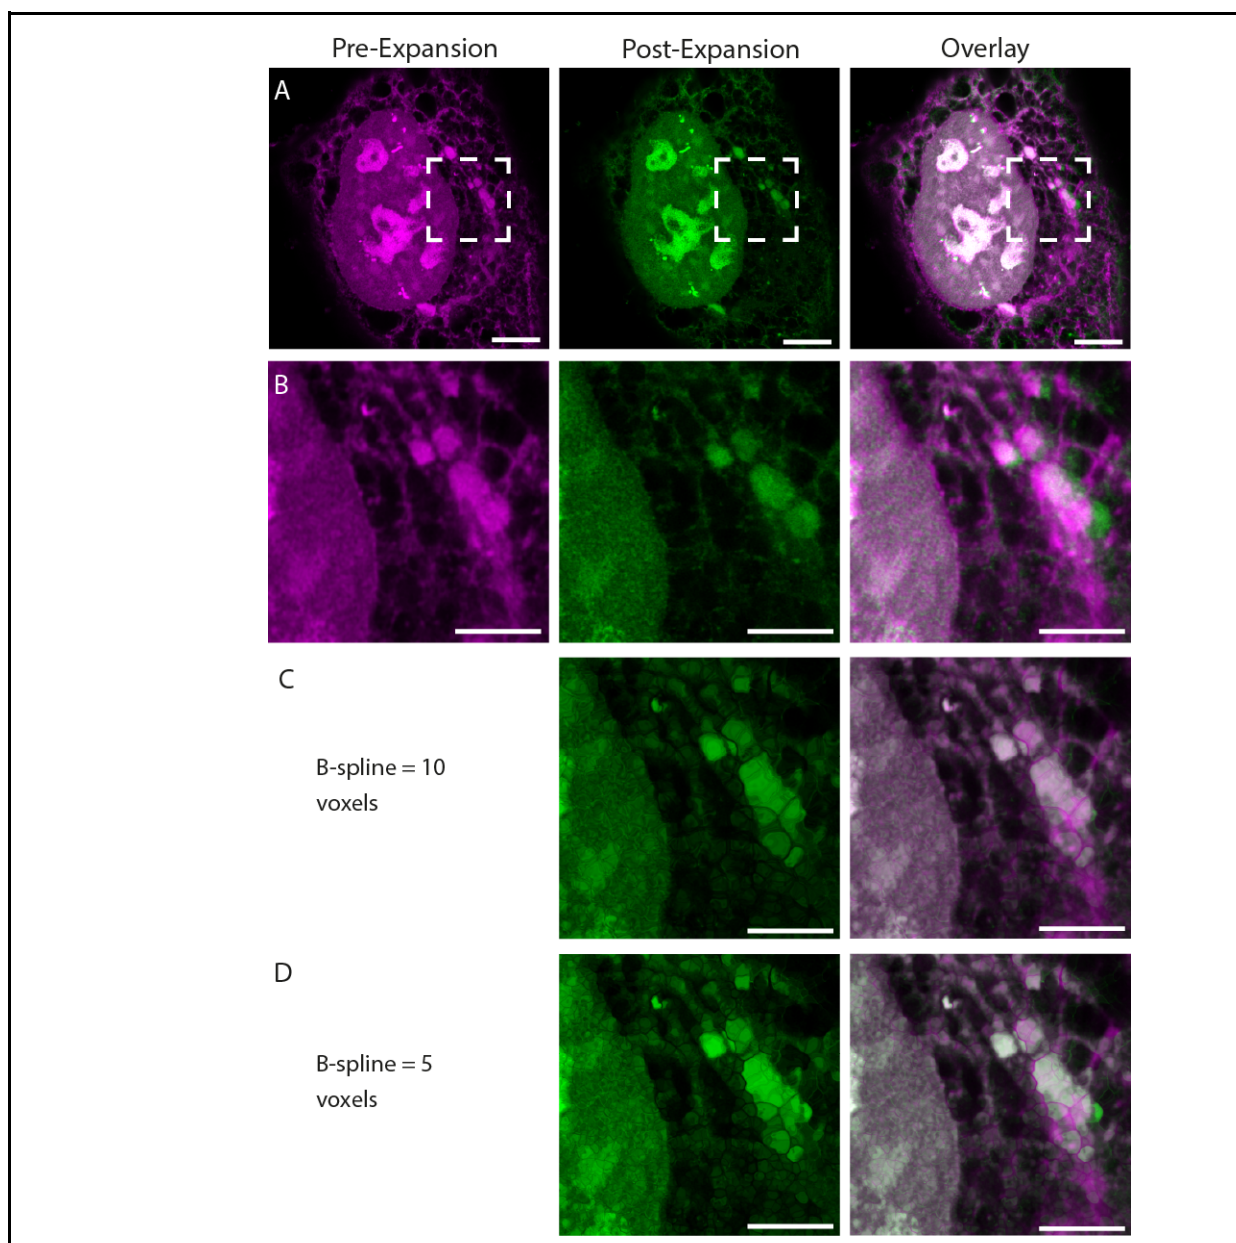 Pre-Expansion Post-Expansion Overlay
A
B
C
B-spline = 10
voxels
D
B-spline = 5
voxels